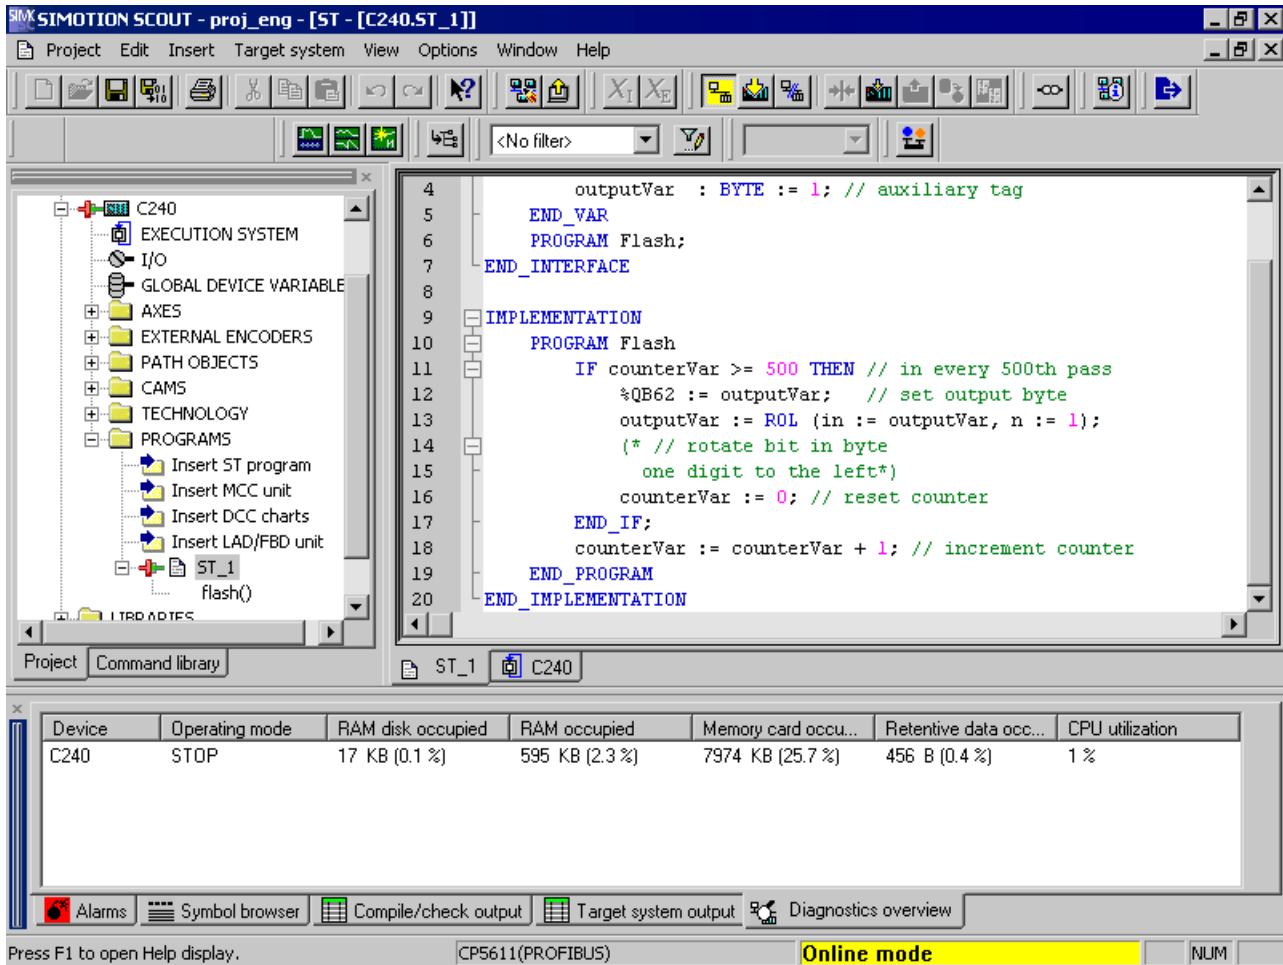 SIMOTION SCOUT - proj_eng - [ST - [C240.ST_1]]
Project Edit Insert Target system View Options Window Help
<No filter>
C240
EXECUTION SYSTEM
I/O
GLOBAL DEVICE VARIABLE
AXES
EXTERNAL ENCODERS
PATH OBJECTS
CAMS
TECHNOLOGY
PROGRAMS
Insert ST program
Insert MCC unit
Insert DCC charts
Insert LAD/FBD unit
ST_1
flash()
LIBRARIES
Project Command library
4 outputVar : BYTE := 1; // auxiliary tag
5 END_VAR
6 PROGRAM Flash;
7 END_INTERFACE
8
9 IMPLEMENTATION
10 PROGRAM Flash
11 IF counterVar >= 500 THEN // in every 500th pass
12 %QB62 := outputVar; // set output byte
13 outputVar := ROL (in := outputVar, n := 1);
14 (* // rotate bit in byte
15 one digit to the left*)
16 counterVar := 0; // reset counter
17 END_IF;
18 counterVar := counterVar + 1; // increment counter
19 END_PROGRAM
20 END_IMPLEMENTATION
ST_1 C240
Device Operating mode RAM disk occupied RAM occupied Memory card occu... Retentive data occ... CPU utilization
C240 STOP 17 KB (0.1 %) 595 KB (2.3 %) 7974 KB (25.7 %) 456 B (0.4 %) 1 %
Alarms Symbol browser Compile/check output Target system output Diagnostics overview
Press F1 to open Help display. CP5611(PROFIBUS) Online mode NUM